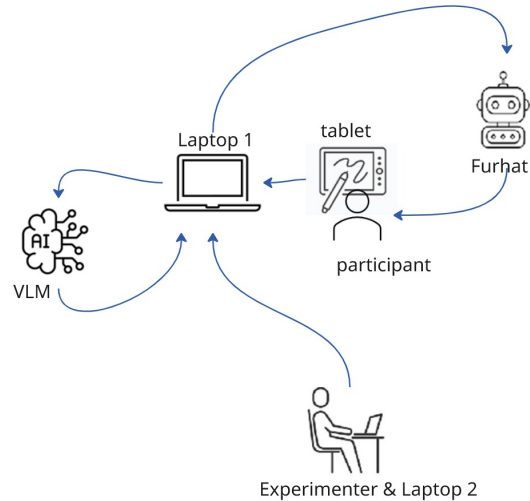 Laptop 1
tablet
Furhat
AI
VLM
participant
Experimenter & Laptop 2